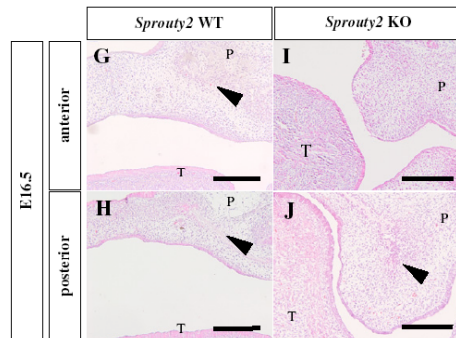 Sprouty2 WT
Sprouty2 KO
E16.5
anterior
G
P
T
I
P
T
posterior
H
P
T
J
P
T